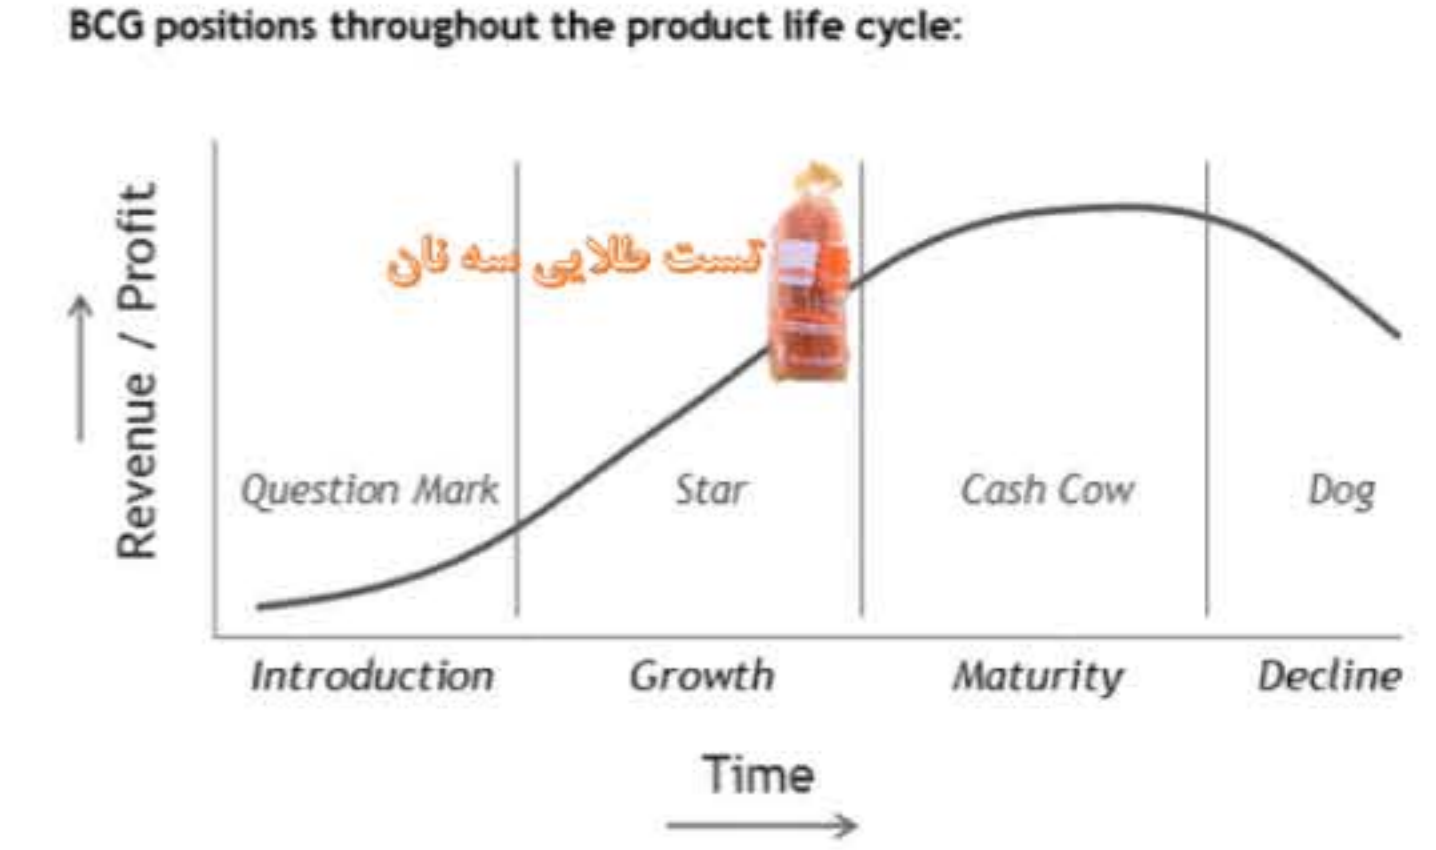 BCG positions throughout the product life cycle:
Revenue / Profit
تست طلایی سه نان
Question Mark
Star
Cash Cow
Dog
Introduction
Growth
Maturity
Decline
Time